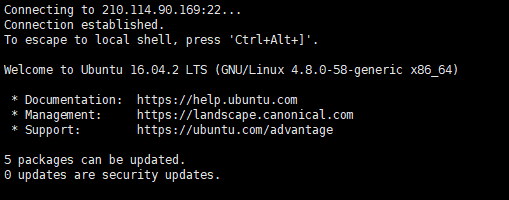 Connecting to 210.114.90.169:22...
Connection established.
To escape to local shell, press 'Ctrl+Alt+]'.
Welcome to Ubuntu 16.04.2 LTS (GNU/Linux 4.8.0-58-generic x86_64)
* Documentation:  https://help.ubuntu.com
* Management:     https://landscape.canonical.com
* Support:        https://ubuntu.com/advantage
5 packages can be updated.
0 updates are security updates.